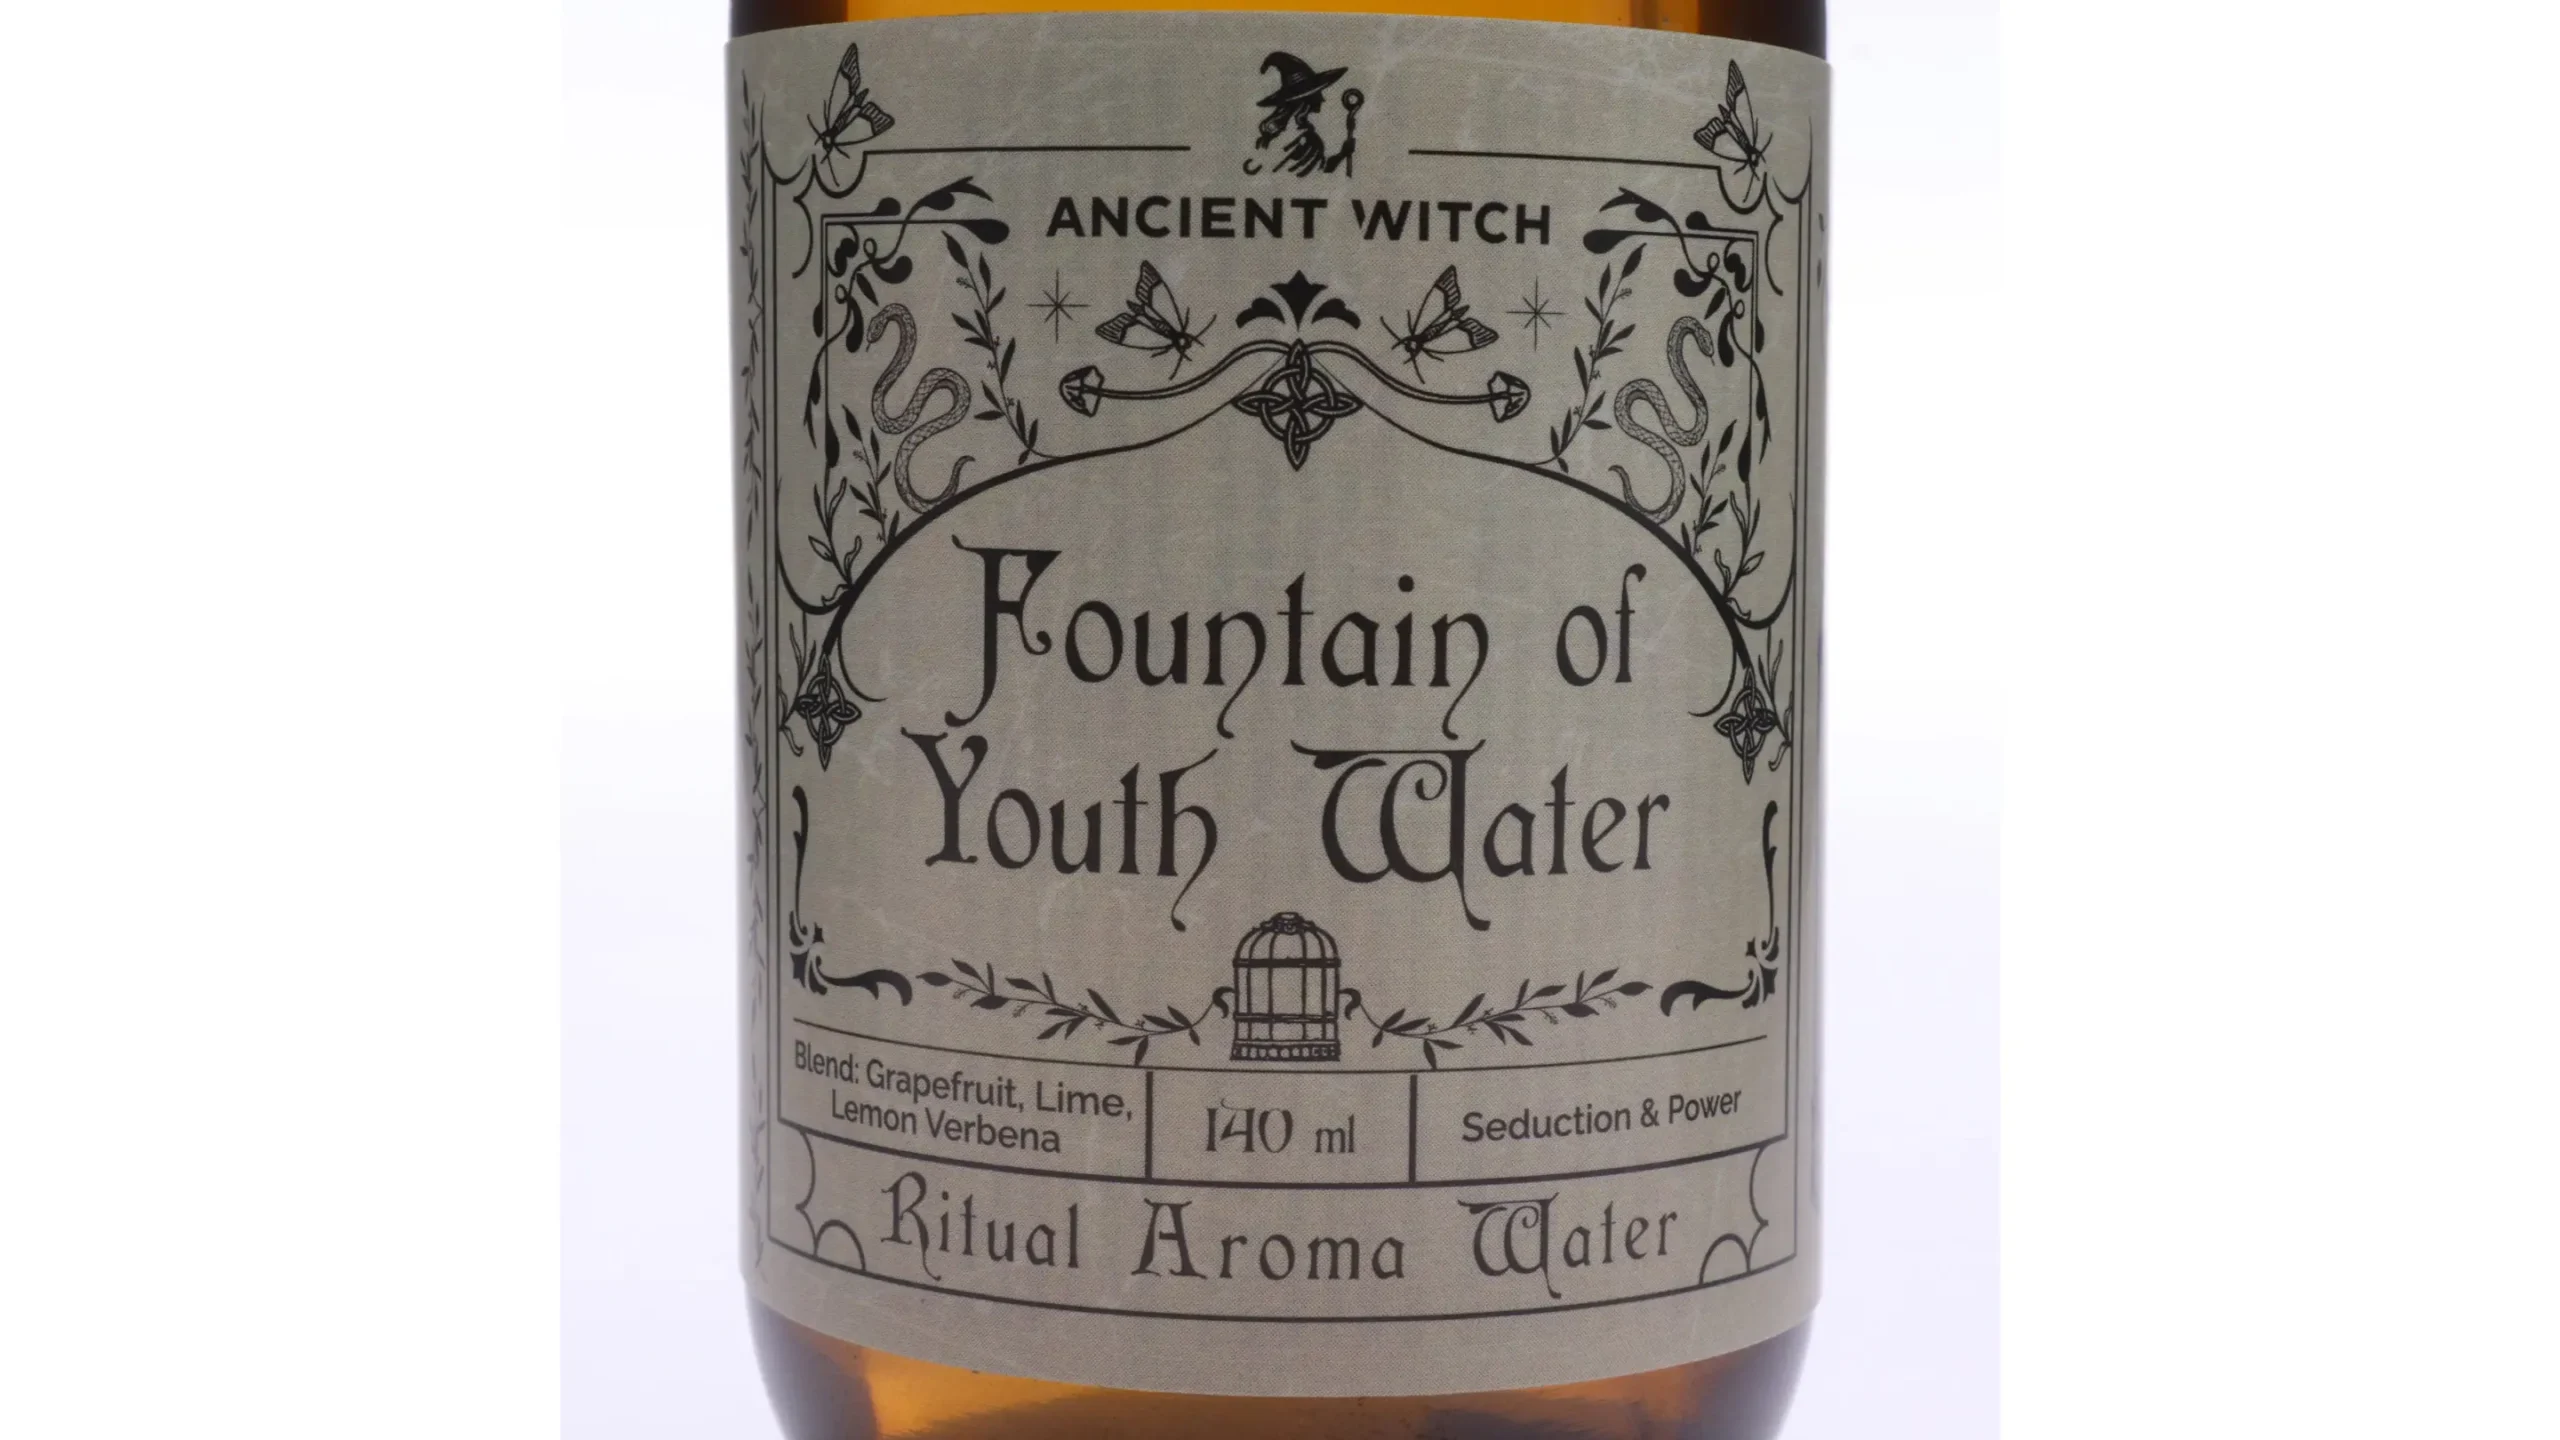 ANCIENT WITCH
Fountain of
Youth Water
Blend: Grapefruit, Lime,
Lemon Verbena
140 ml
Seduction & Power
Ritual Aroma Water